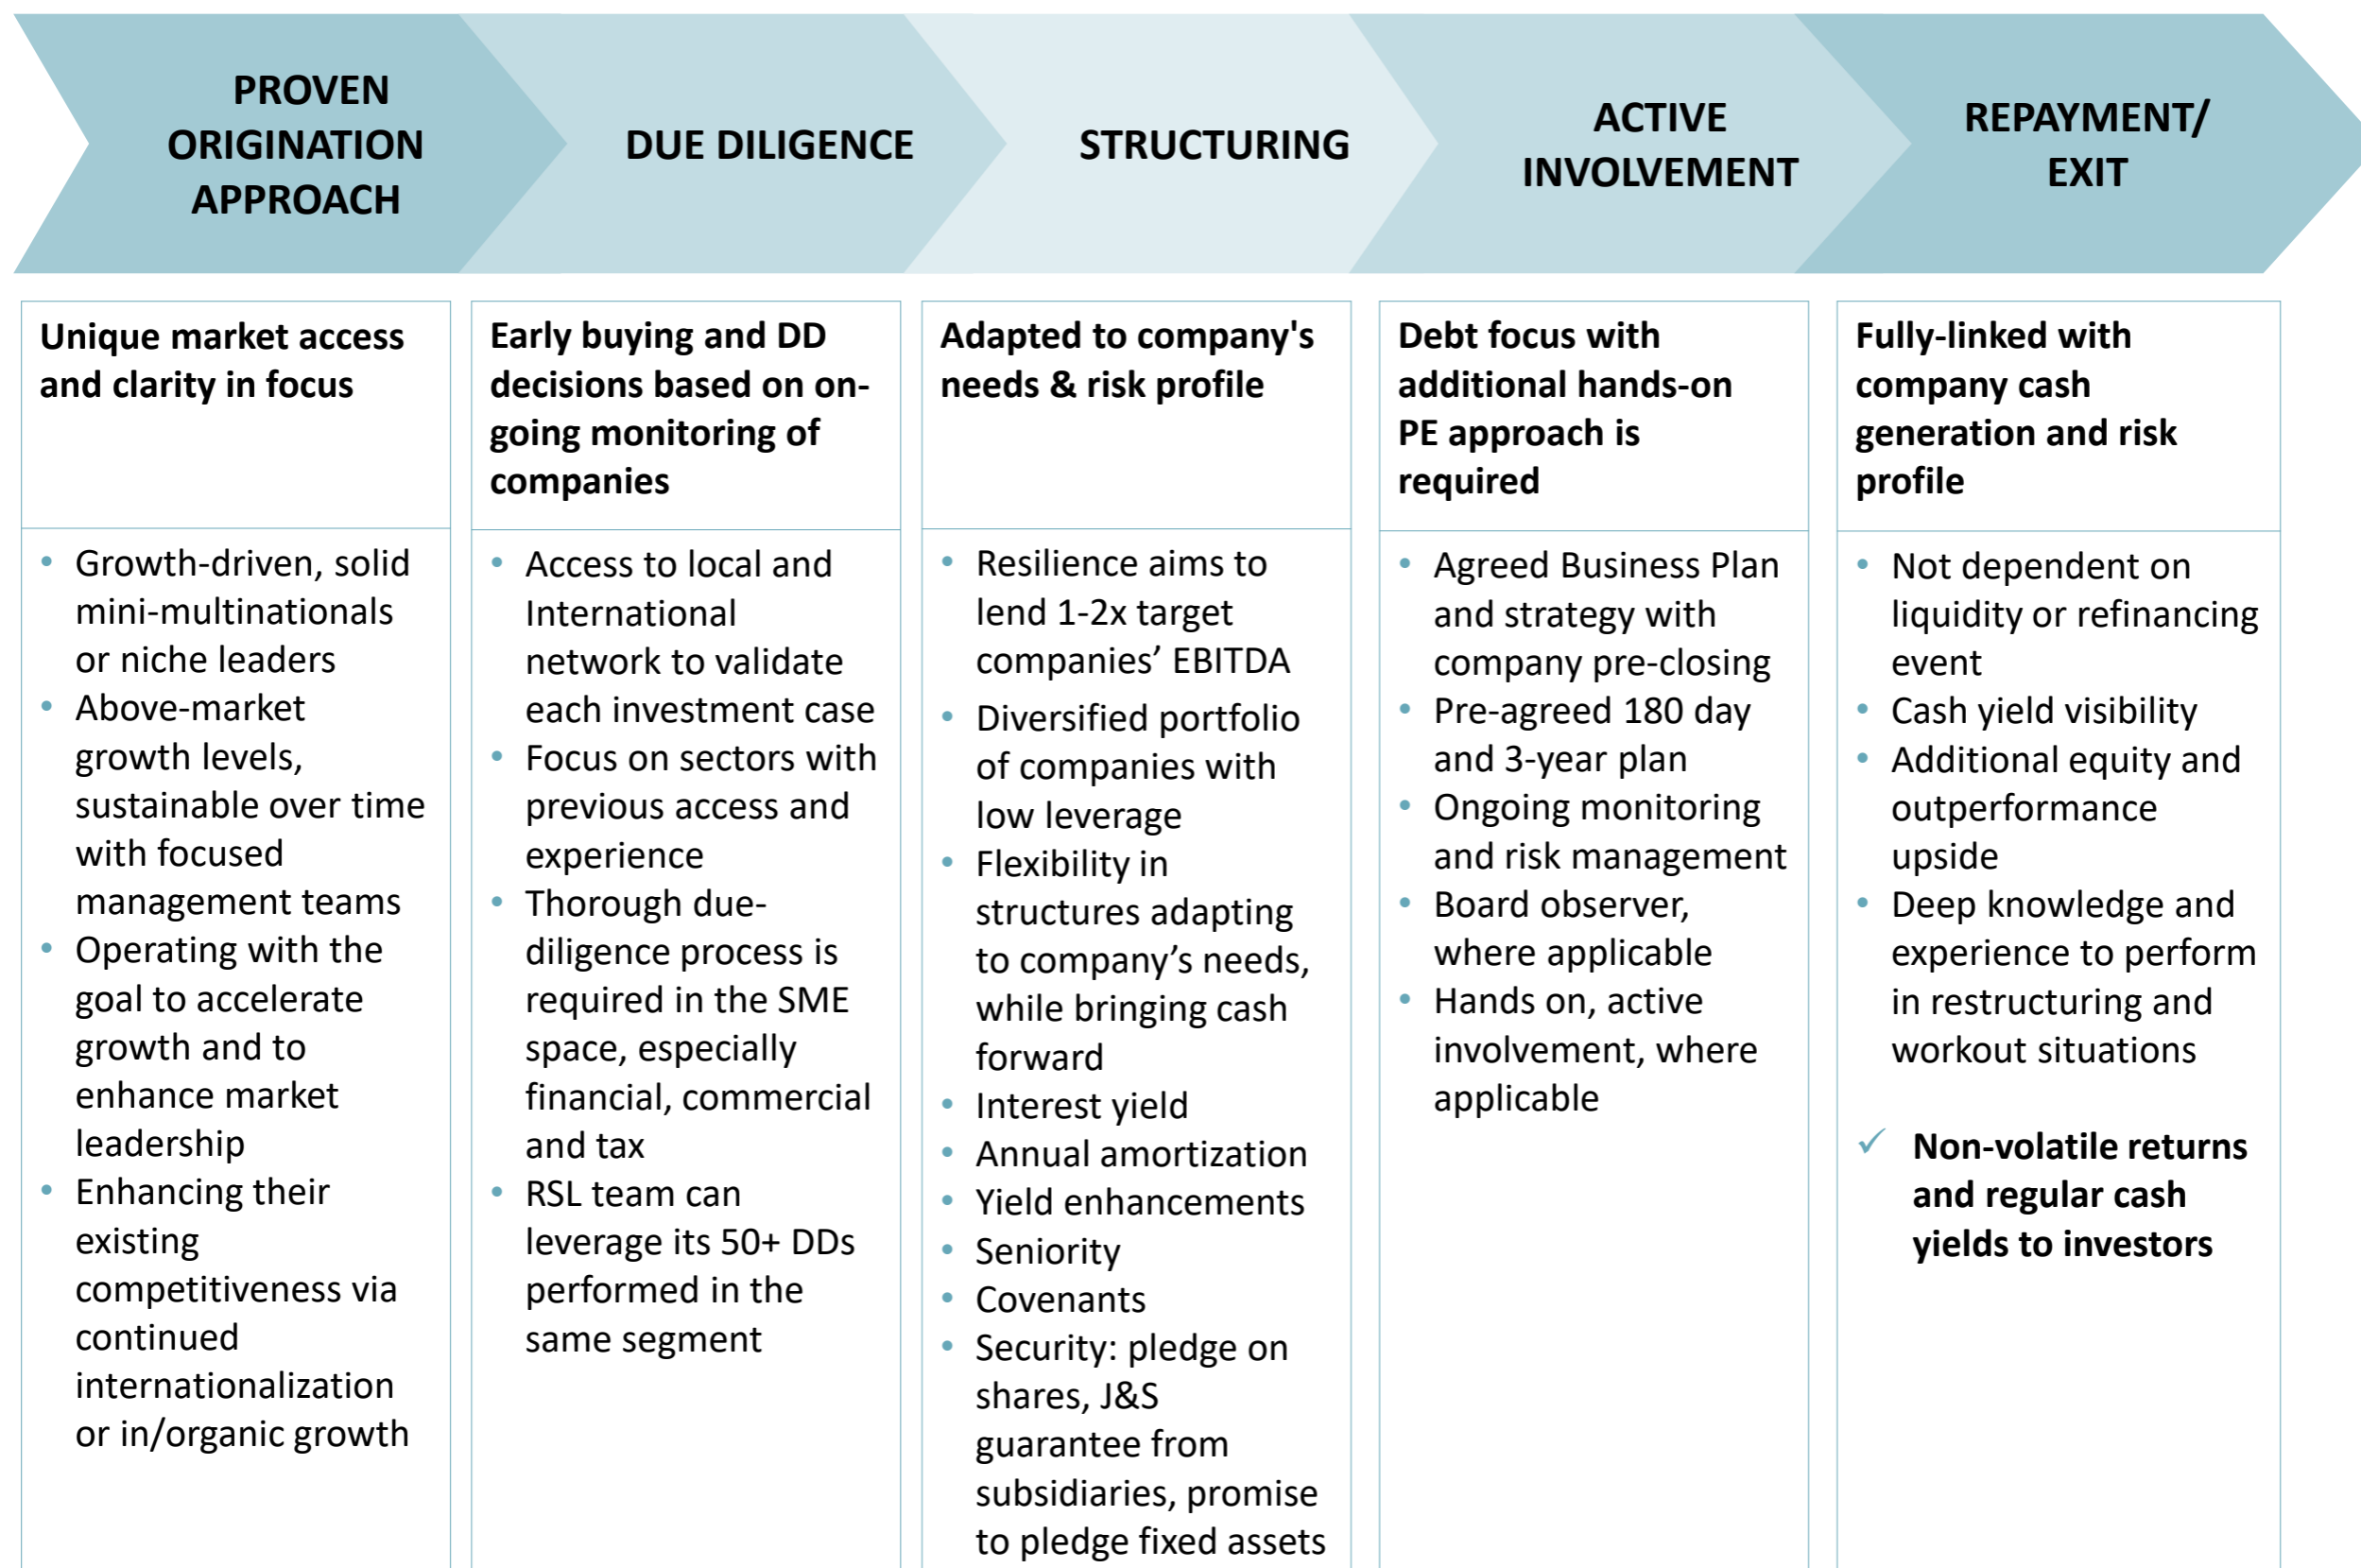 PROVEN
ORIGINATION
APPROACH
DUE DILIGENCE
STRUCTURING
ACTIVE
INVOLVEMENT
REPAYMENT/
EXIT
Unique market access
and clarity in focus
• Growth-driven, solid
mini-multinationals
or niche leaders
• Above-market
growth levels,
sustainable over time
with focused
management teams
• Operating with the
goal to accelerate
growth and to
enhance market
leadership
• Enhancing their
existing
competitiveness via
continued
internationalization
or in/organic growth
Early buying and DD
decisions based on on-
going monitoring of
companies
• Access to local and
International
network to validate
each investment case
• Focus on sectors with
previous access and
experience
• Thorough due-
diligence process is
required in the SME
space, especially
financial, commercial
and tax
• RSL team can
leverage its 50+ DDs
performed in the
same segment
Adapted to company's
needs & risk profile
• Resilience aims to
lend 1-2x target
companies’ EBITDA
• Diversified portfolio
of companies with
low leverage
• Flexibility in
structures adapting
to company’s needs,
while bringing cash
forward
• Interest yield
• Annual amortization
• Yield enhancements
• Seniority
• Covenants
• Security: pledge on
shares, J&S
guarantee from
subsidiaries, promise
to pledge fixed assets
Debt focus with
additional hands-on
PE approach is
required
• Agreed Business Plan
and strategy with
company pre-closing
• Pre-agreed 180 day
and 3-year plan
• Ongoing monitoring
and risk management
• Board observer,
where applicable
• Hands on, active
involvement, where
applicable
Fully-linked with
company cash
generation and risk
profile
• Not dependent on
liquidity or refinancing
event
• Cash yield visibility
• Additional equity and
outperformance
upside
• Deep knowledge and
experience to perform
in restructuring and
workout situations
✓ Non-volatile returns
and regular cash
yields to investors